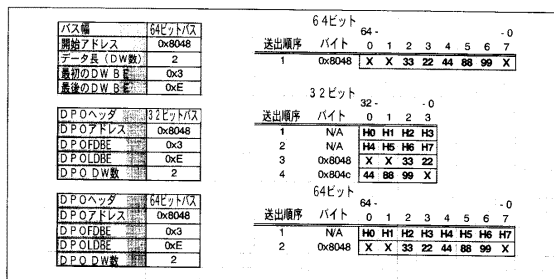 バス幅 64ビットバス
開始アドレス 0x8048
データ長(DW数) 2
最初のDW BE 0x3
最後のDW BE 0xE
64ビット
64- -0
送出順序 バイト 0 1 2 3 4 5 6 7
1 0x8048 X X 33 22 44 88 99 X
DPOヘッダ 32ビットバス
DPOアドレス 0x8048
DPOFDBE 0x3
DPOLDBE 0xE
DPO DW数 2
32ビット
32- -0
送出順序 バイト 0 1 2 3
1 N/A H0 H1 H2 H3
2 N/A H4 H5 H6 H7
3 0x8048 X X 33 22
4 0x804c 44 88 99 X
DPOヘッダ 64ビットバス
DPOアドレス 0x8048
DPOFDBE 0x3
DPOLDBE 0xE
DPO DW数 2
64ビット
64- -0
送出順序 バイト 0 1 2 3 4 5 6 7
1 N/A H0 H1 H2 H3 H4 H5 H6 H7
2 0x8048 X X 33 22 44 88 99 X